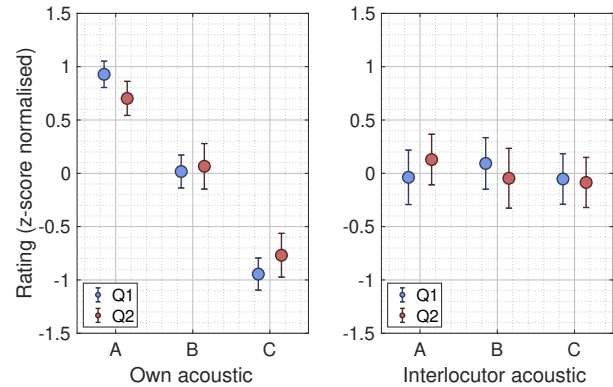 Rating (z-score normalised)
1.5
1
0.5
0
-0.5
-1
-1.5
Q1
Q2
A B C
Own acoustic
1.5
1
0.5
0
-0.5
-1
-1.5
Q1
Q2
A B C
Interlocutor acoustic